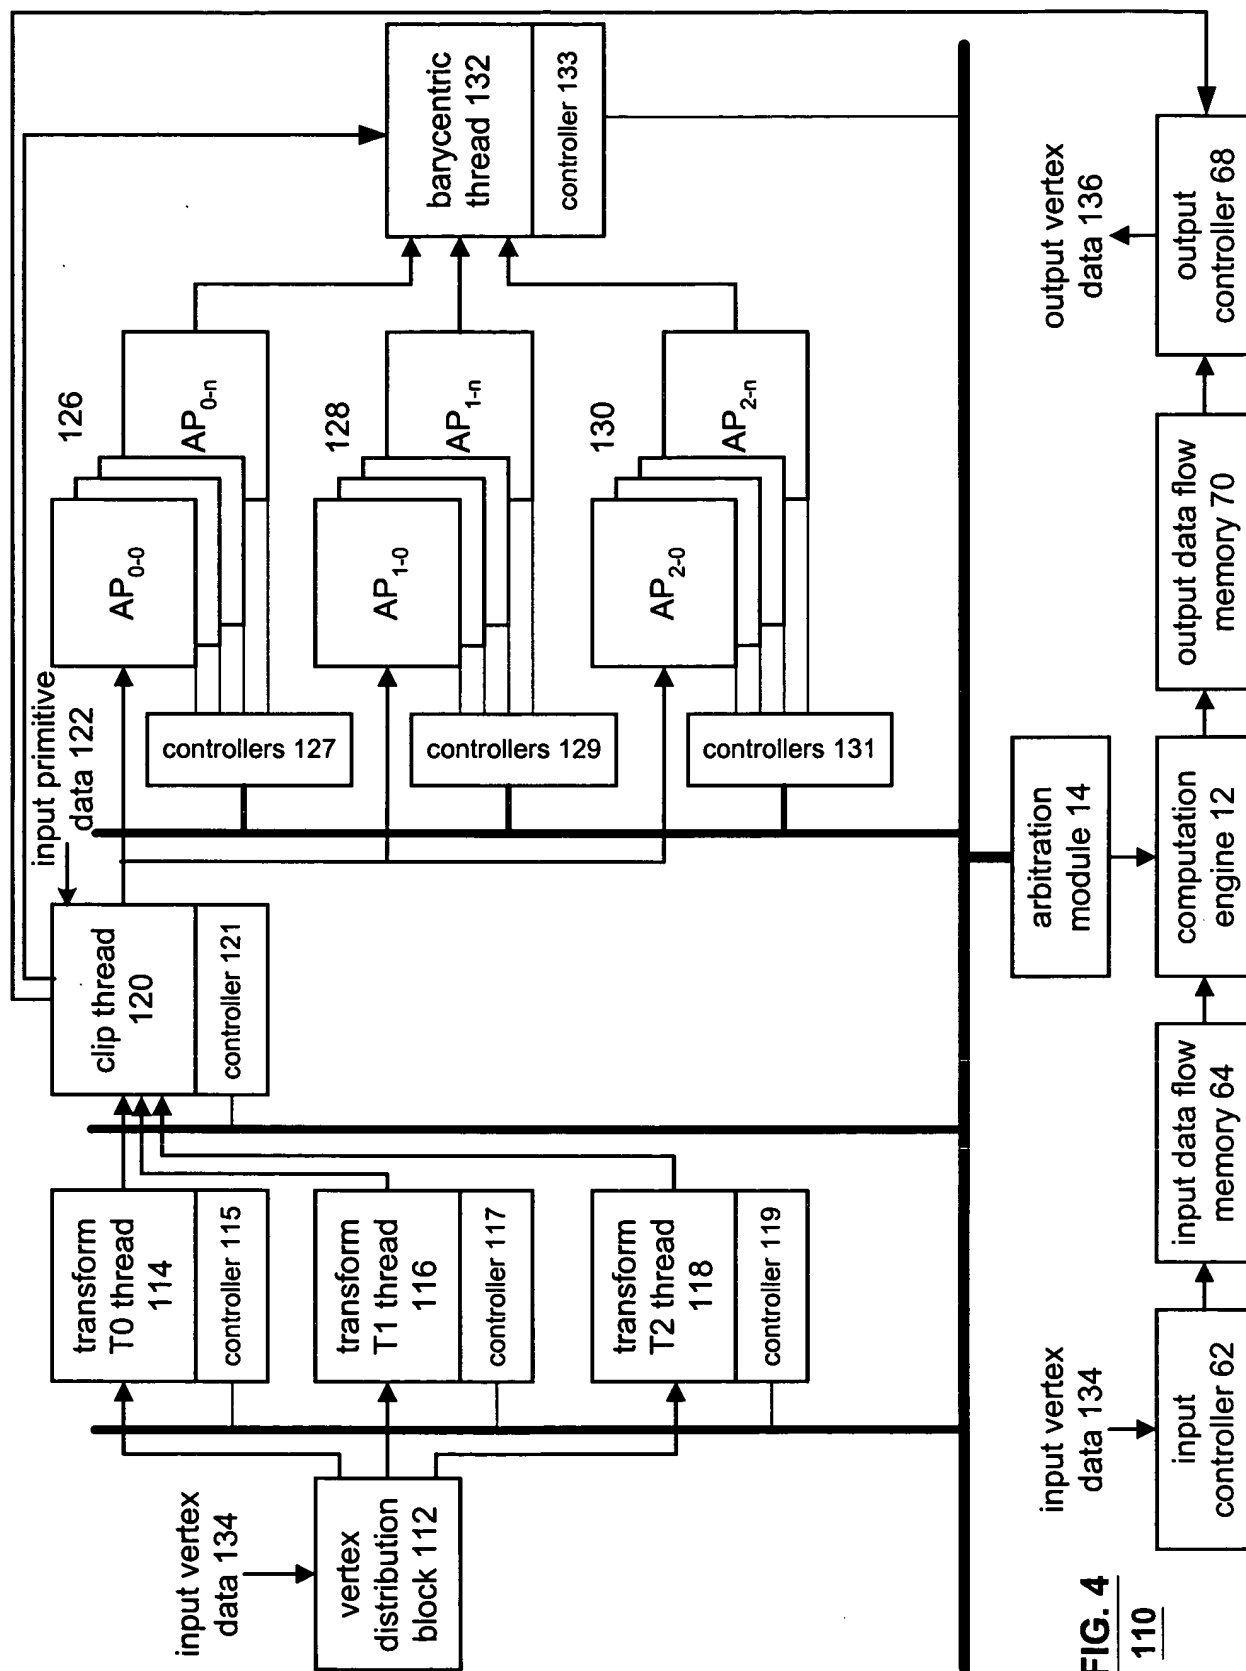 input vertex
data 134
vertex
distribution
block 112
transform
T0 thread
114
controller 115
transform
T1 thread
116
controller 117
transform
T2 thread
118
controller 119
clip thread
120
controller 121
input primitive
data 122
AP0-0
AP0-n
126
controllers 127
AP1-0
AP1-n
128
controllers 129
AP2-0
AP2-n
130
controllers 131
barycentric
thread 132
controller 133
arbitration
module 14
input vertex
data 134
input
controller 62
input data flow
memory 64
computation
engine 12
output data flow
memory 70
output
controller 68
output vertex
data 136
FIG. 4
110